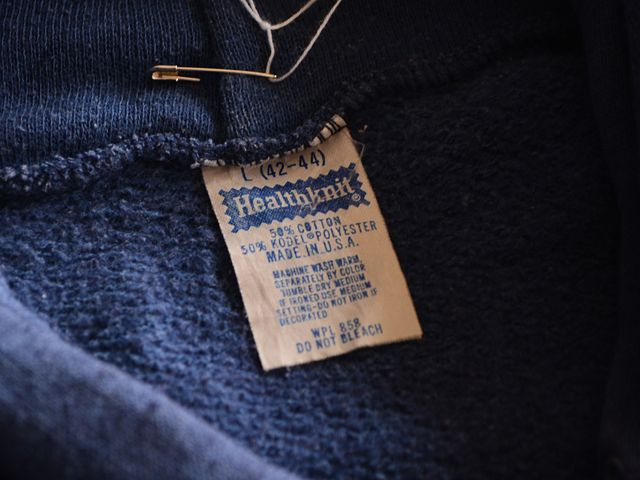 L (42-44)
Healthknit®
50% COTTON
50% KODEL® POLYESTER
MADE IN U.S.A.
MACHINE WASH WARM,
SEPARATELY BY COLOR
TUMBLE DRY MEDIUM
IF IRONED USE MEDIUM
SETTING-DO NOT IRON IF
DECORATED
WPL 858
DO NOT BLEACH